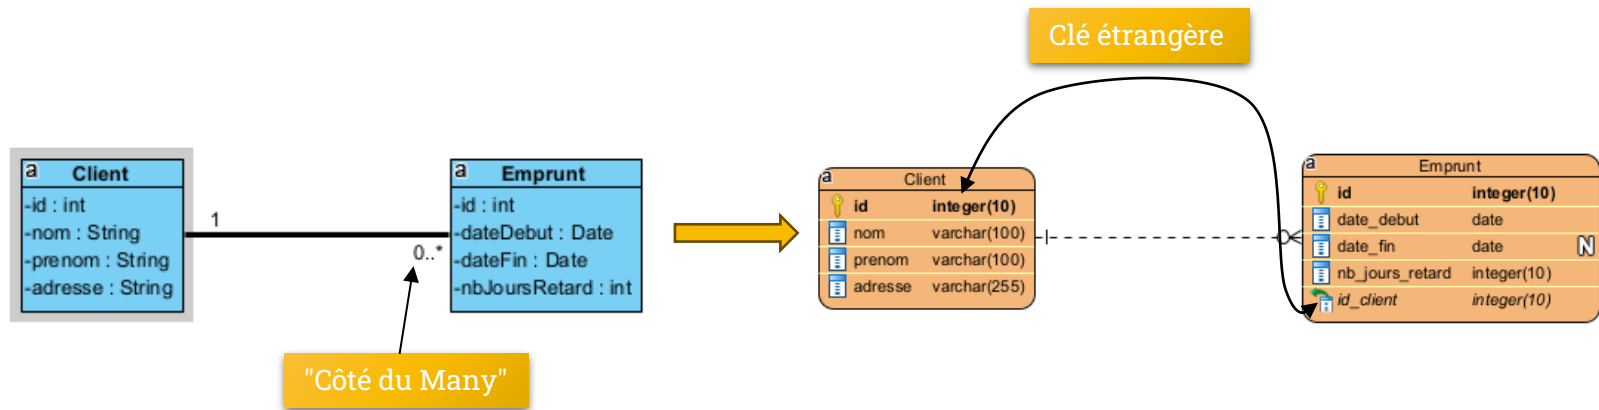 Clé étrangère
a
Client
-id : int
-nom : String
-prenom : String
-adresse : String
1
0..*
a
Emprunt
-id : int
-dateDebut : Date
-dateFin : Date
-nbJoursRetard : int
"Côté du Many"
a
Client
id integer(10)
nom varchar(100)
prenom varchar(100)
adresse varchar(255)
a
Emprunt
id integer(10)
date_debut date
date_fin date N
nb_jours_retard integer(10)
id_client integer(10)